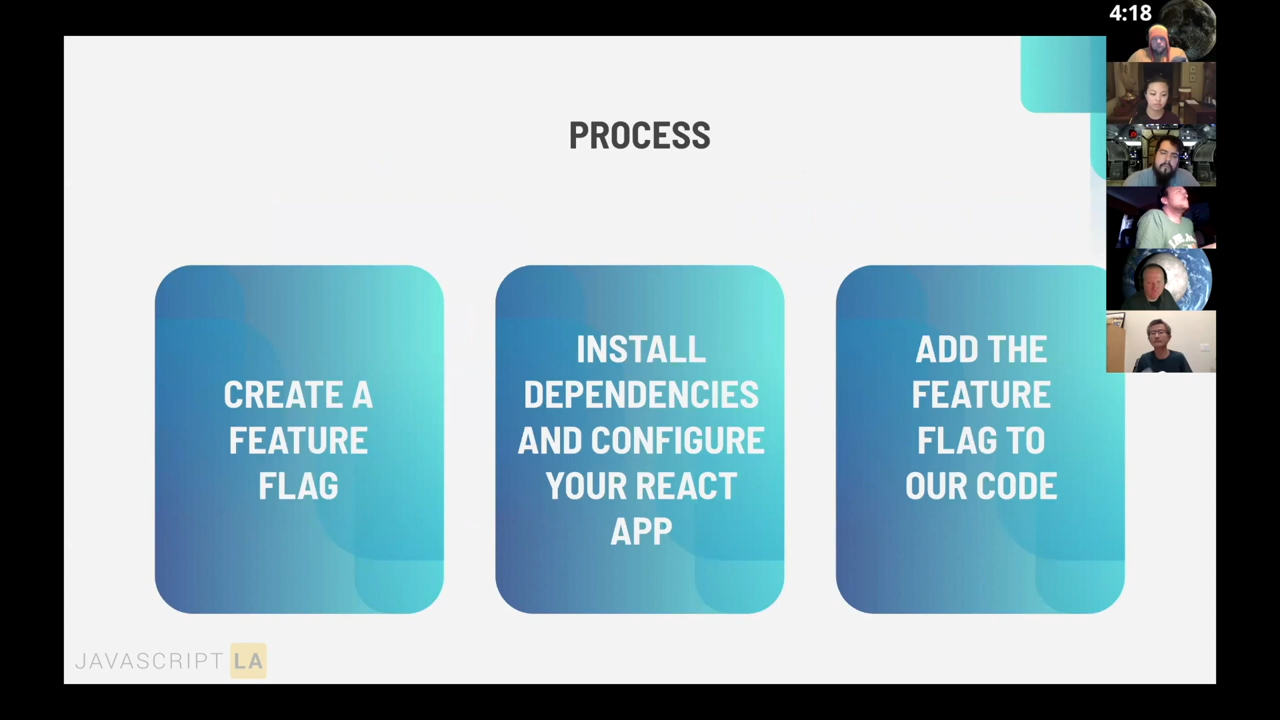 4:18
PROCESS
CREATE A
FEATURE
FLAG
INSTALL
DEPENDENCIES
AND CONFIGURE
YOUR REACT
APP
ADD THE
FEATURE
FLAG TO
OUR CODE
JAVASCRIPT LA